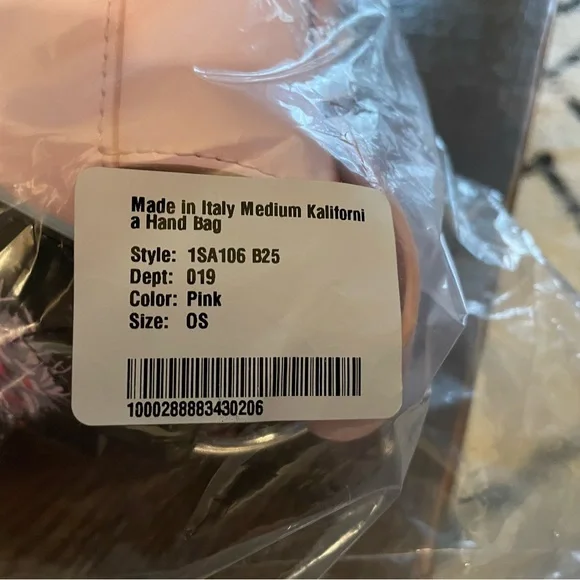 Made in Italy Medium Kaliforni
a Hand Bag
Style: 1SA106 B25
Dept: 019
Color: Pink
Size: OS
1000288883430206